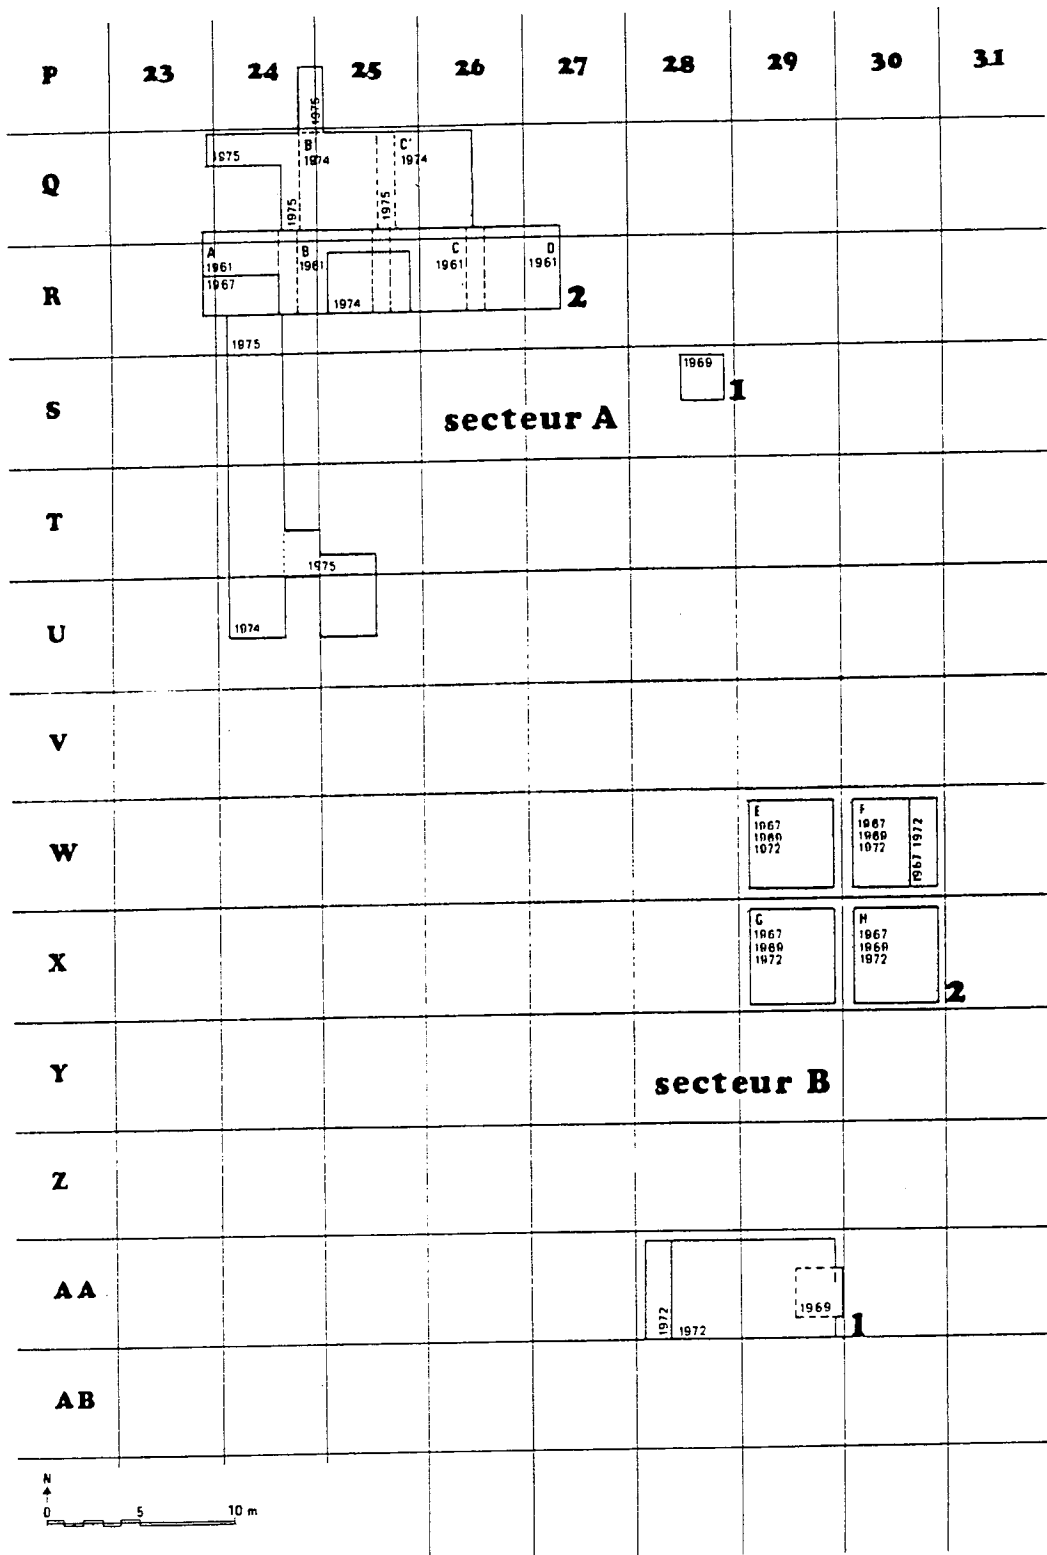 P 23 24 25 26 27 28 29 30 31
1975
Q
1975
B'
1974
C'
1974
1975
1975
R
A
1961
1967
B
1961
1974
C
1961
D
1961
2
1975
S
1969
1
secteur A
T
1975
U
1974
V
W
E
1967
1969
1972
F
1967
1969
1972
1967 1972
X
G
1967
1969
1972
H
1967
1969
1972
2
Y
secteur B
Z
AA
1972
1972
1969
1
AB
N
0 5 10 m